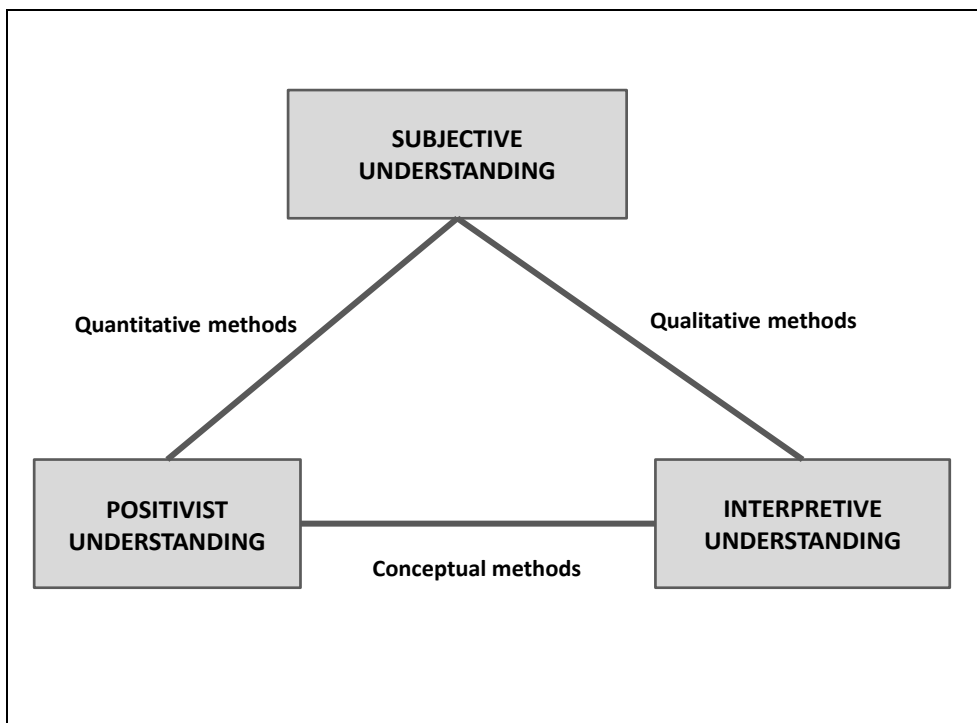 SUBJECTIVE
UNDERSTANDING
Quantitative methods
Qualitative methods
POSITIVIST
UNDERSTANDING
INTERPRETIVE
UNDERSTANDING
Conceptual methods